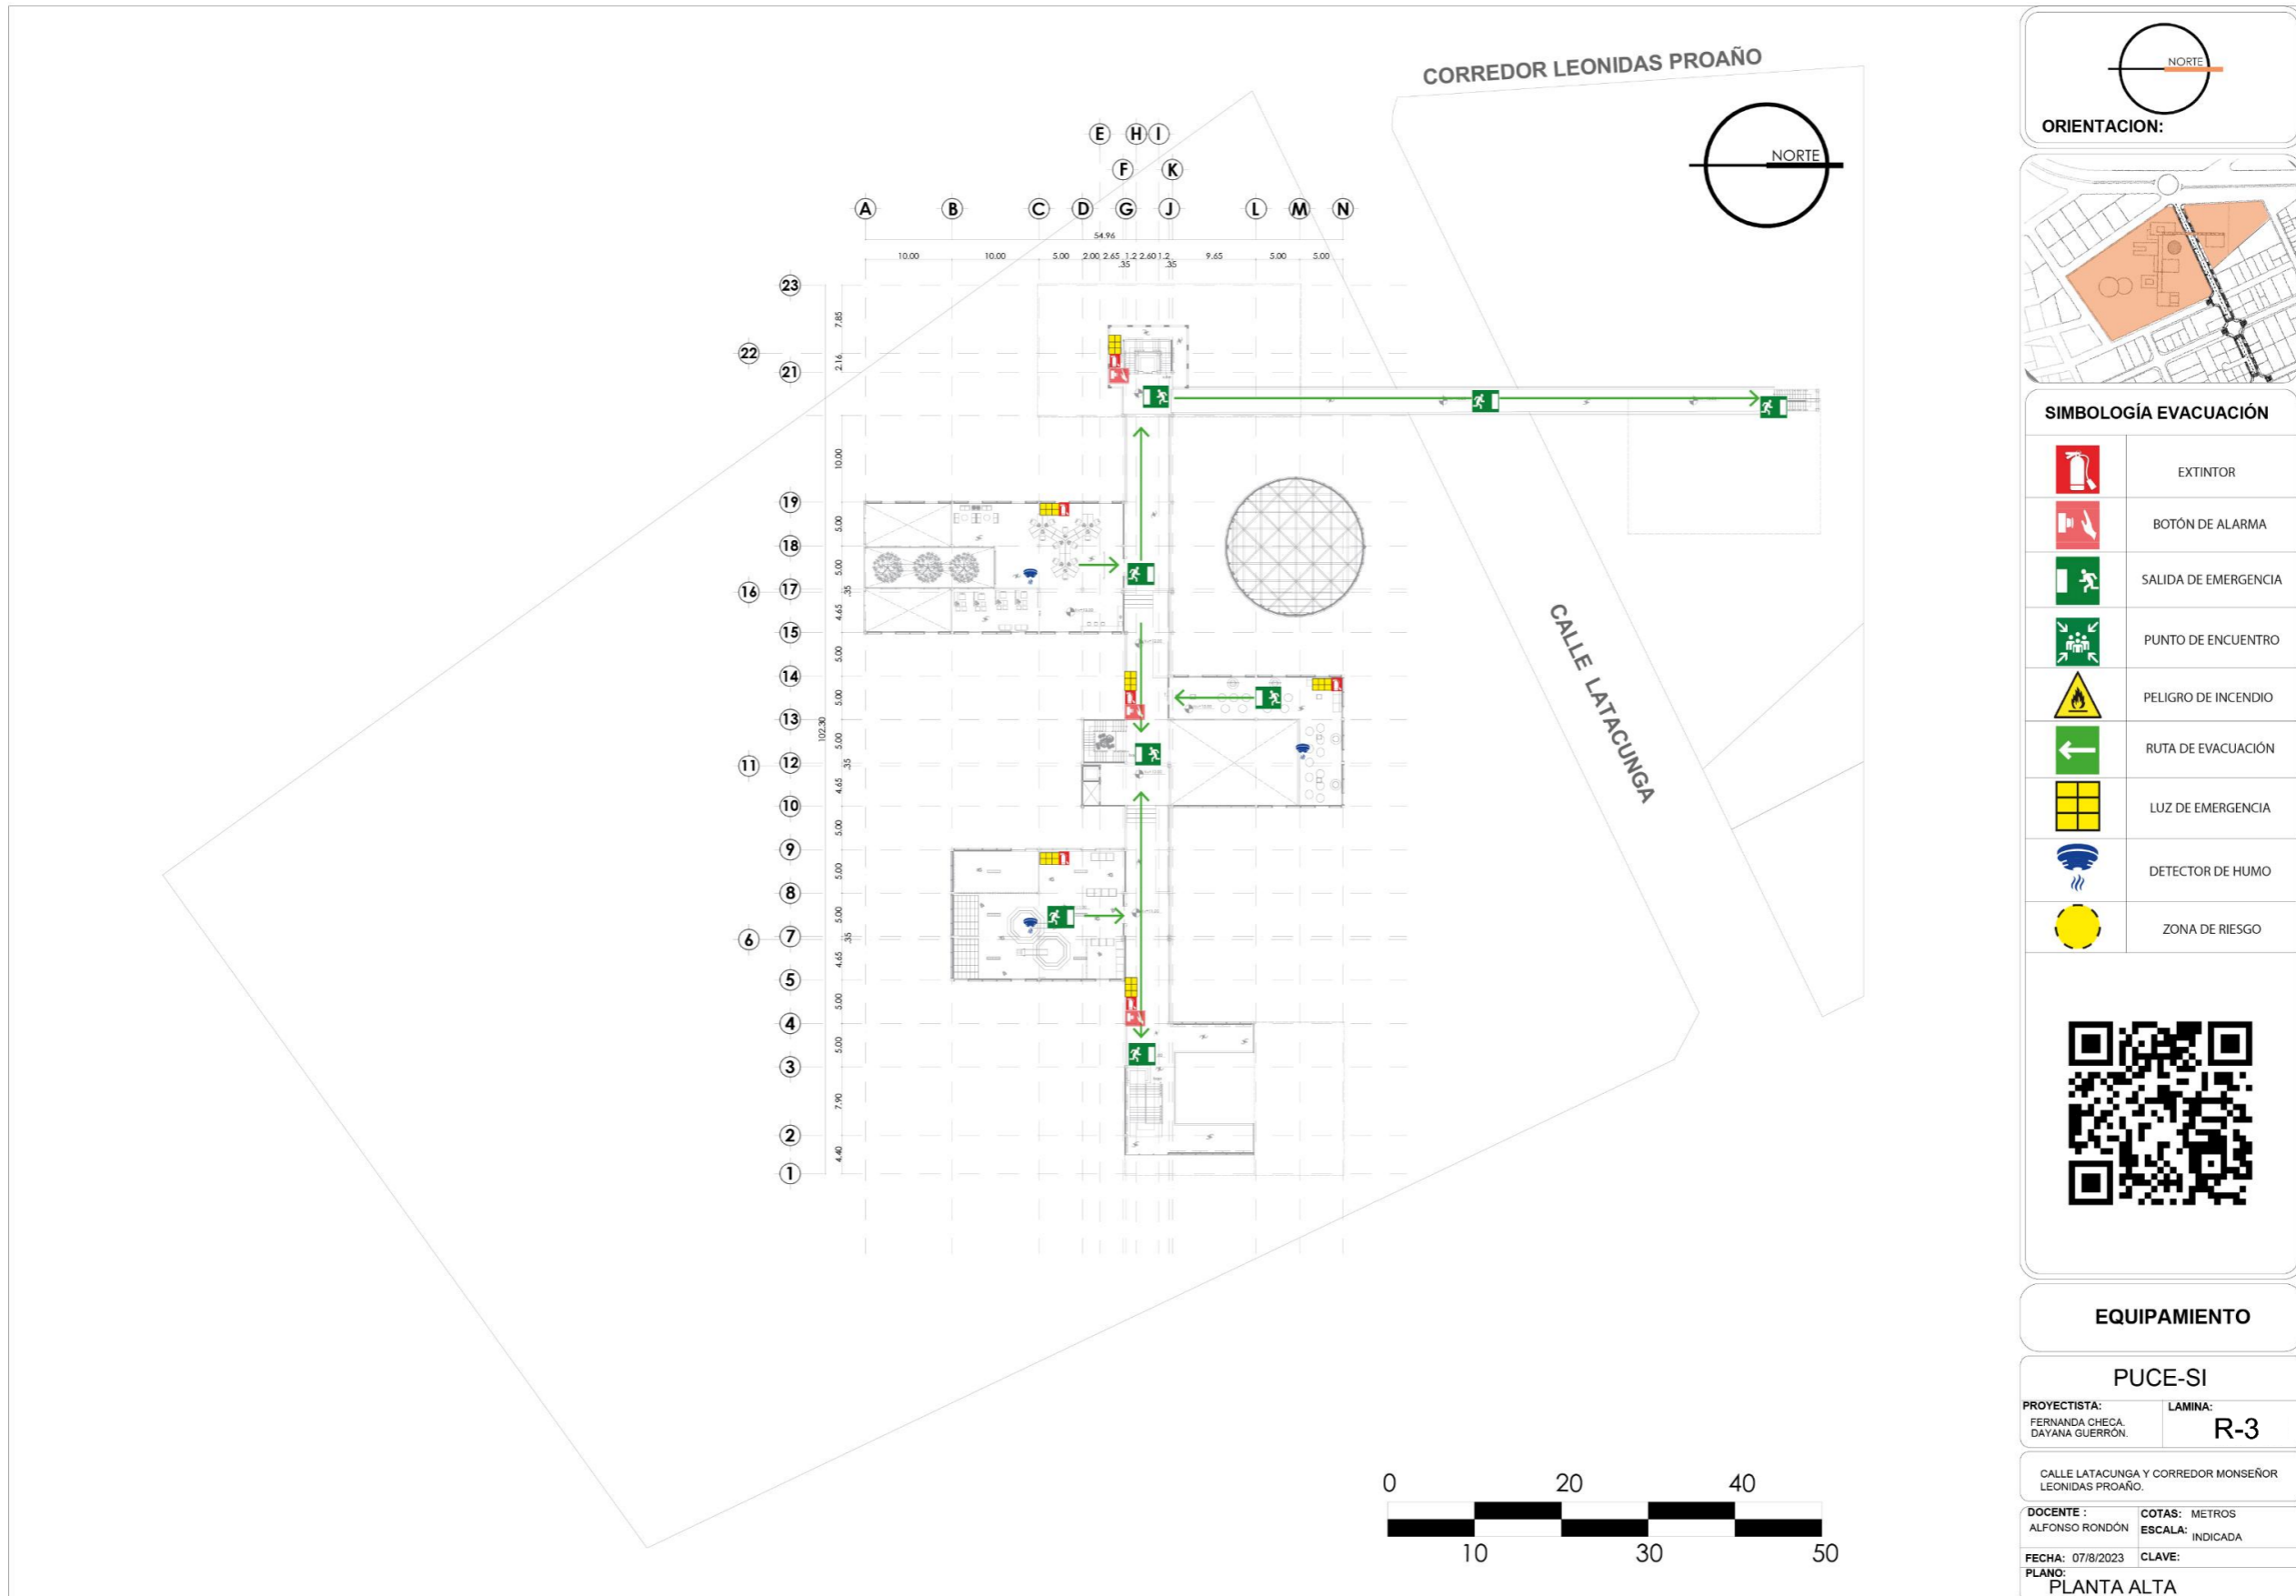 CORREDOR LEONIDAS PROAÑO
NORTE
E H I
F K
A B C D G J L M N
54.96
10.00 10.00 5.00 2.00 2.65 1.2 2.60 1.2 9.65 5.00 5.00
.35 .35
23
7.85
22
2.16
21
10.00
19
5.00
18
5.00
16 17
.35
4.65
15
5.00
14
5.00
13
102.30
5.00
11 12
.35
4.65
10
5.00
9
5.00
8
5.00
6 7
.35
4.65
5
5.00
4
5.00
3
7.90
2
4.40
1
CALLE LATACUNGA
0 20 40
10 30 50
NORTE
ORIENTACION:
SIMBOLOGÍA EVACUACIÓN
EXTINTOR
BOTÓN DE ALARMA
SALIDA DE EMERGENCIA
PUNTO DE ENCUENTRO
PELIGRO DE INCENDIO
RUTA DE EVACUACIÓN
LUZ DE EMERGENCIA
DETECTOR DE HUMO
ZONA DE RIESGO
EQUIPAMIENTO
PUCE-SI
PROYECTISTA:
FERNANDA CHECA.
DAYANA GUERRÓN.
LAMINA:
R-3
CALLE LATACUNGA Y CORREDOR MONSEÑOR
LEONIDAS PROAÑO.
DOCENTE :
ALFONSO RONDÓN
COTAS: METROS
ESCALA: INDICADA
FECHA: 07/8/2023
CLAVE:
PLANO:
PLANTA ALTA